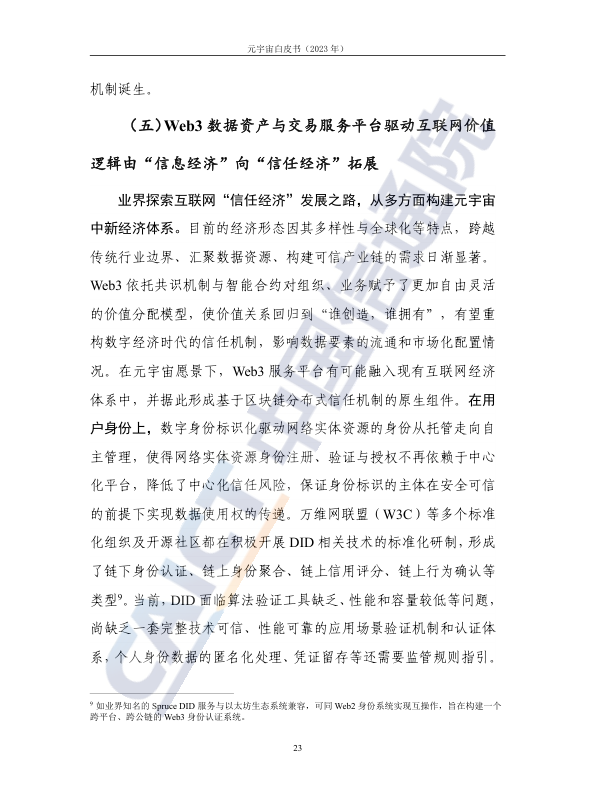 元宇宙白皮书（2023 年）
机制诞生。
（五）Web3 数据资产与交易服务平台驱动互联网价值
逻辑由“信息经济”向“信任经济”拓展
业界探索互联网“信任经济”发展之路，从多方面构建元宇宙
中新经济体系。目前的经济形态因其多样性与全球化等特点，跨越
传统行业边界、汇聚数据资源、构建可信产业链的需求日渐显著。
Web3 依托共识机制与智能合约对组织、业务赋予了更加自由灵活
的价值分配模型，使价值关系回归到“谁创造，谁拥有”，有望重
构数字经济时代的信任机制，影响数据要素的流通和市场化配置情
况。在元宇宙愿景下，Web3 服务平台有可能融入现有互联网经济
体系中，并据此形成基于区块链分布式信任机制的原生组件。在用
户身份上，数字身份标识化驱动网络实体资源的身份从托管走向自
主管理，使得网络实体资源身份注册、验证与授权不再依赖于中心
化平台，降低了中心化信任风险，保证身份标识的主体在安全可信
的前提下实现数据使用权的传递。万维网联盟（W3C）等多个标准
化组织及开源社区都在积极开展 DID 相关技术的标准化研制，形成
了链下身份认证、链上身份聚合、链上信用评分、链上行为确认等
类型⁹。当前，DID 面临算法验证工具缺乏、性能和容量较低等问题，
尚缺乏一套完整技术可信、性能可靠的应用场景验证机制和认证体
系，个人身份数据的匿名化处理、凭证留存等还需要监管规则指引。
⁹ 如业界知名的 Spruce DID 服务与以太坊生态系统兼容，可同 Web2 身份系统实现互操作，旨在构建一个
跨平台、跨公链的 Web3 身份认证系统。
23
CAICT 中国信通院